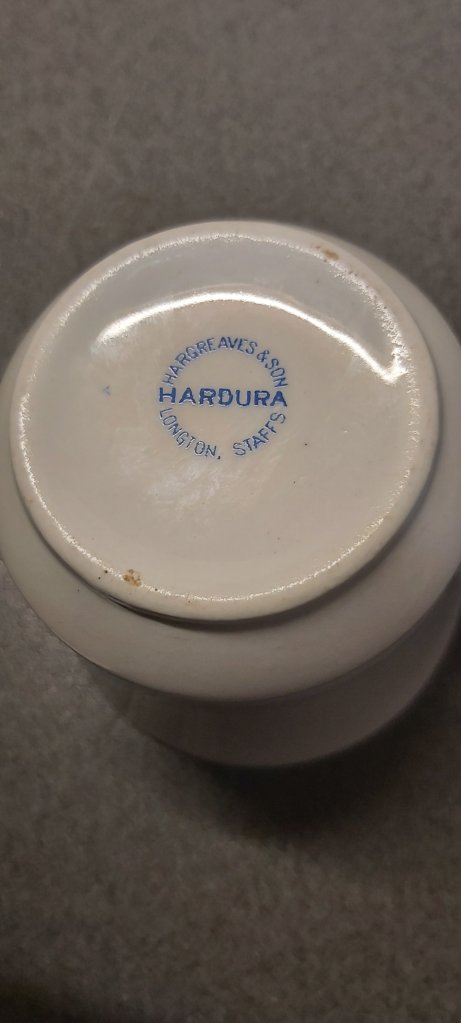 HARGREAVES & SON
HARDURA
LONGTON, STAFFS